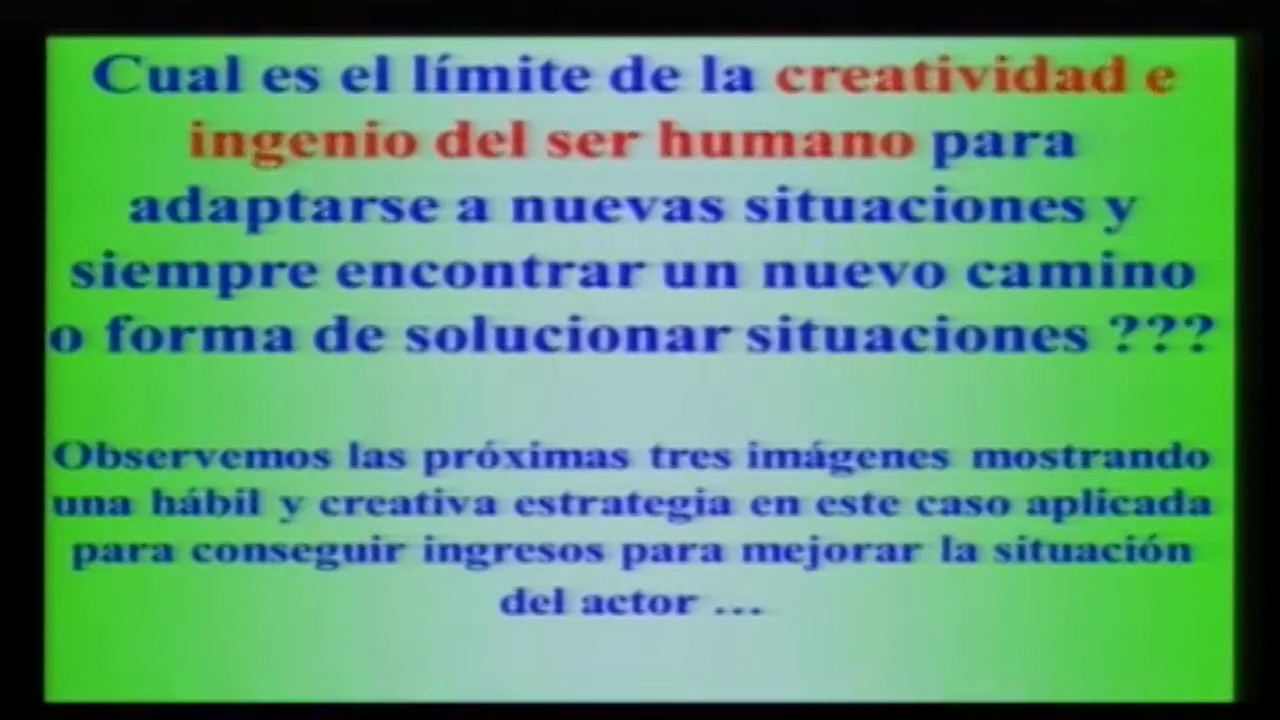 Cual es el límite de la creatividad e
ingenio del ser humano para
adaptarse a nuevas situaciones y
siempre encontrar un nuevo camino
o forma de solucionar situaciones ???
Observemos las próximas tres imágenes mostrando
una hábil y creativa estrategia en este caso aplicada
para conseguir ingresos para mejorar la situación
del actor ...